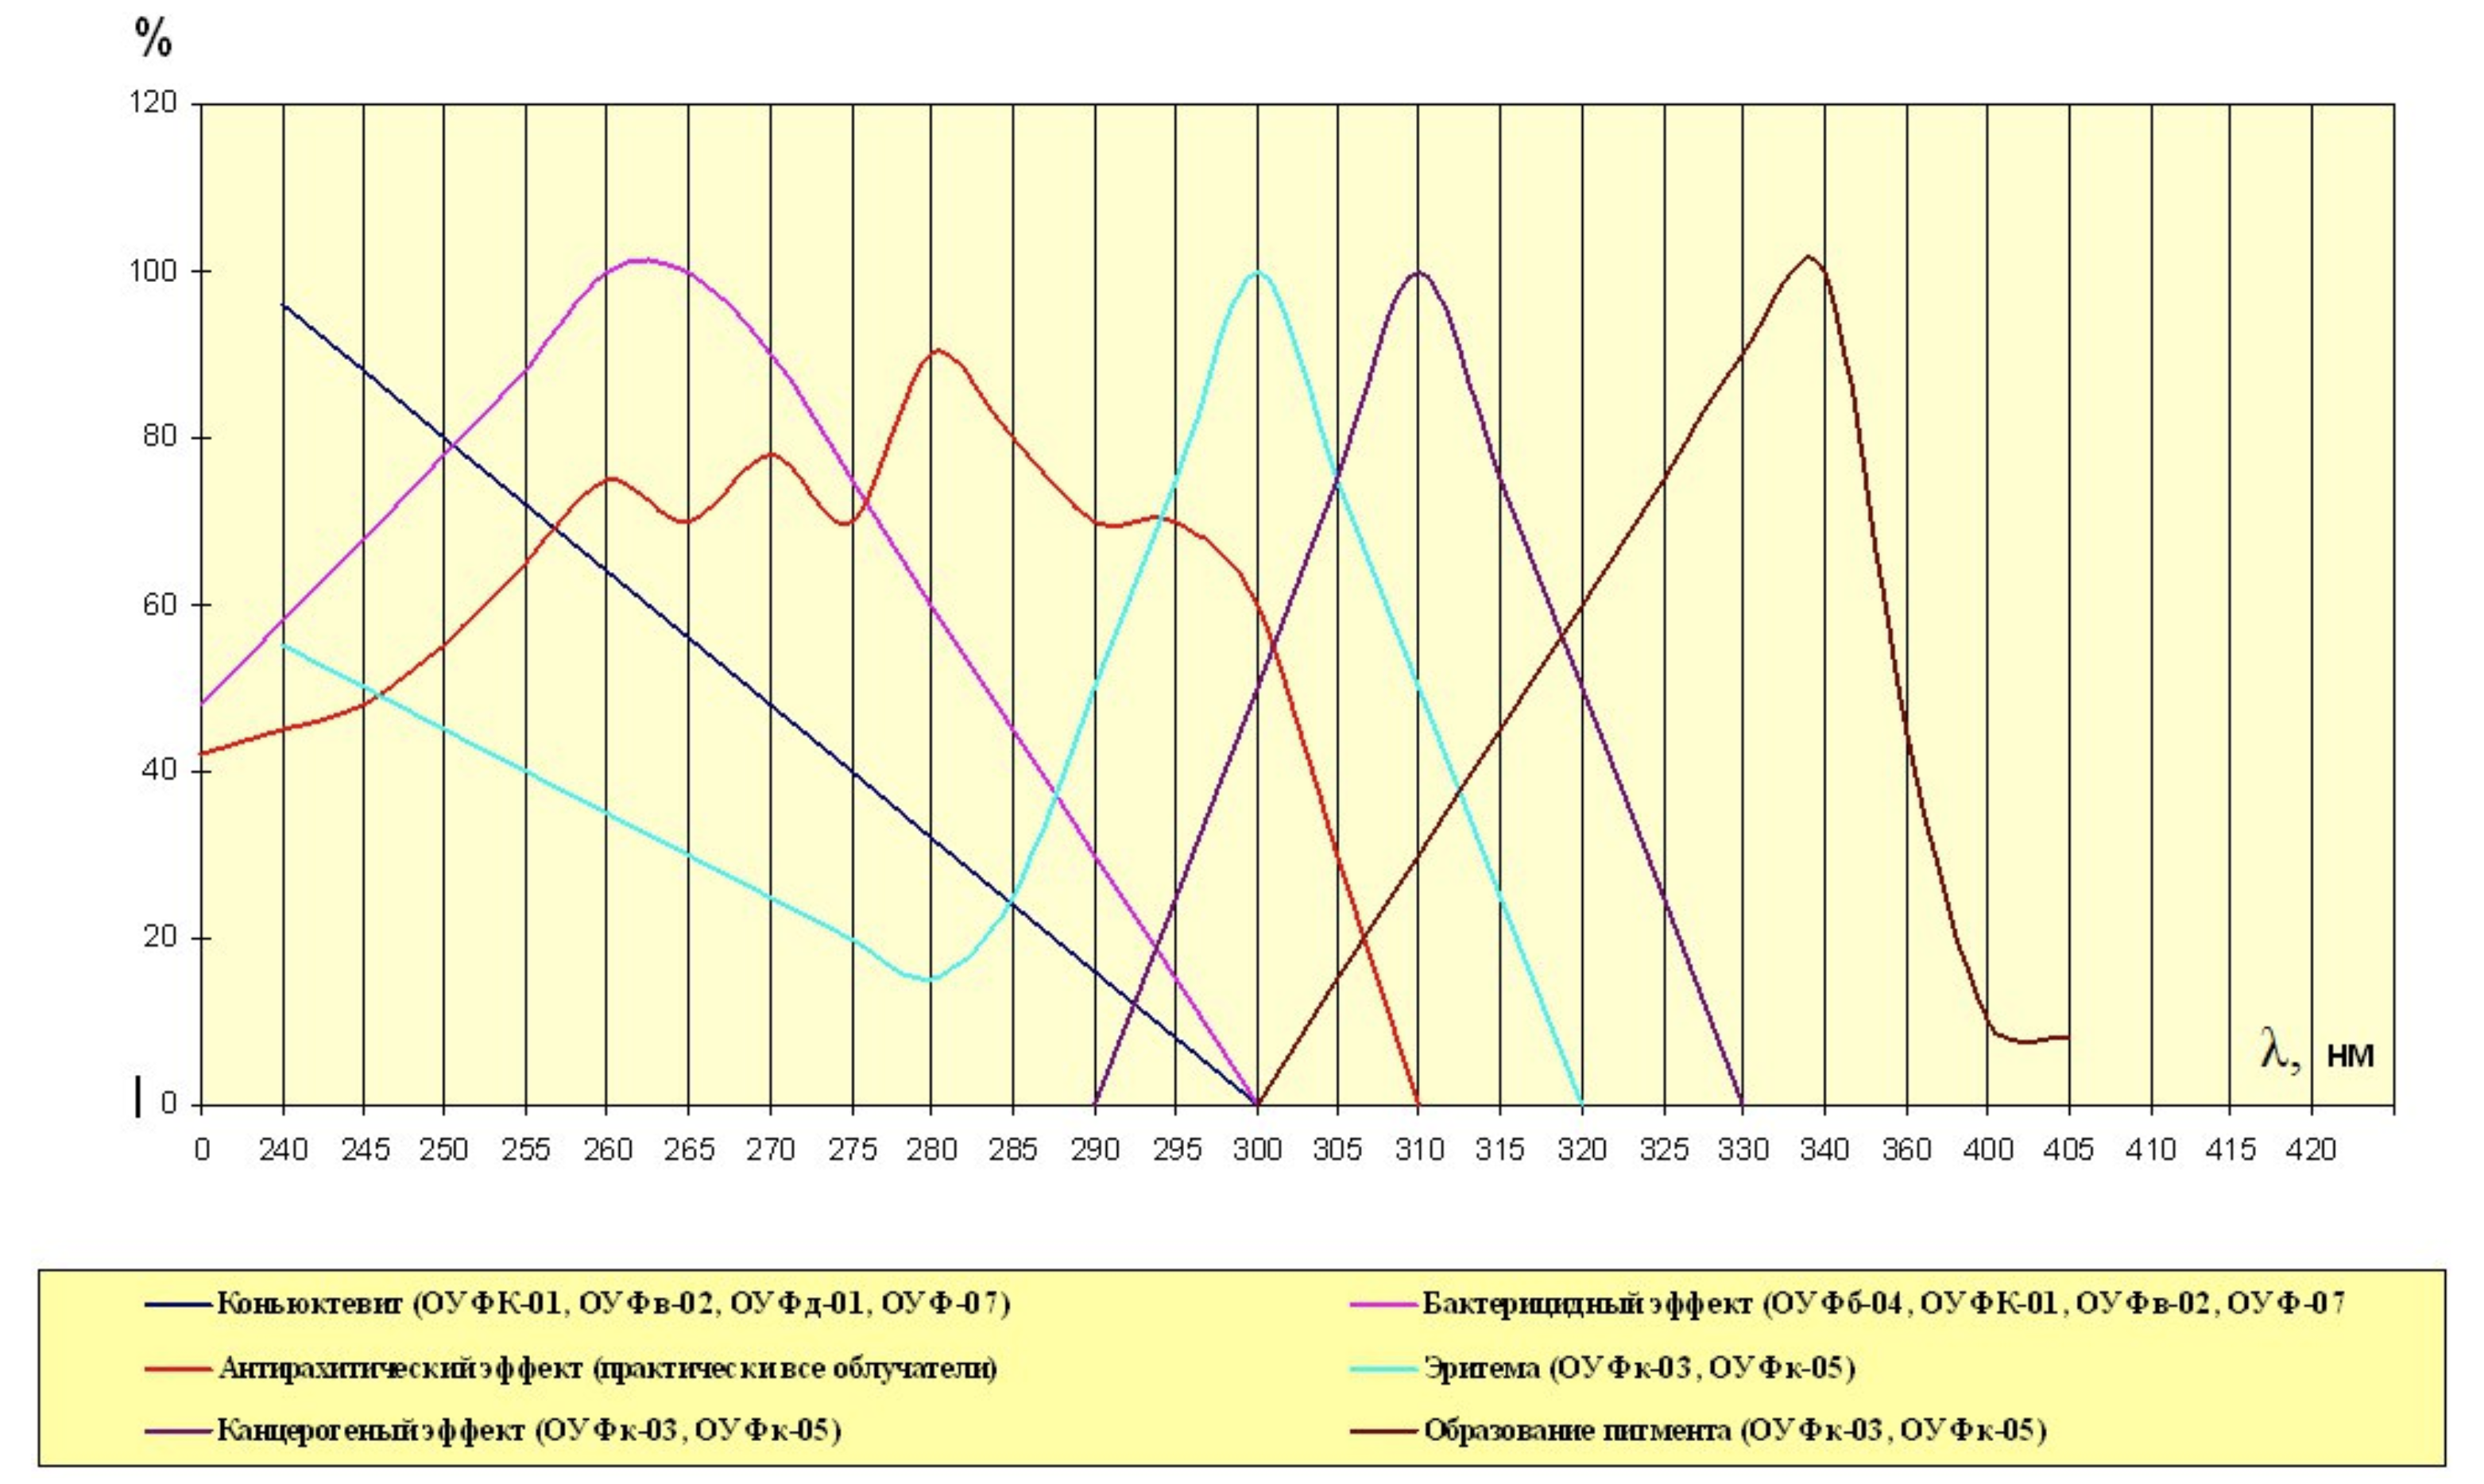 %
120
100
80
60
40
20
0
λ, нм
0 240 245 250 255 260 265 270 275 280 285 290 295 300 305 310 315 320 325 330 340 360 400 405 410 415 420
Коньюктевит (ОУФК-01, ОУФв-02, ОУФд-01, ОУФ-07)
Бактерицидный эффект (ОУФб-04, ОУФК-01, ОУФв-02, ОУФ-07
Антирахитический эффект (практически все облучатели)
Эритема (ОУФк-03, ОУФк-05)
Канцерогеный эффект (ОУФк-03, ОУФк-05)
Образование пигмента (ОУФк-03, ОУФк-05)